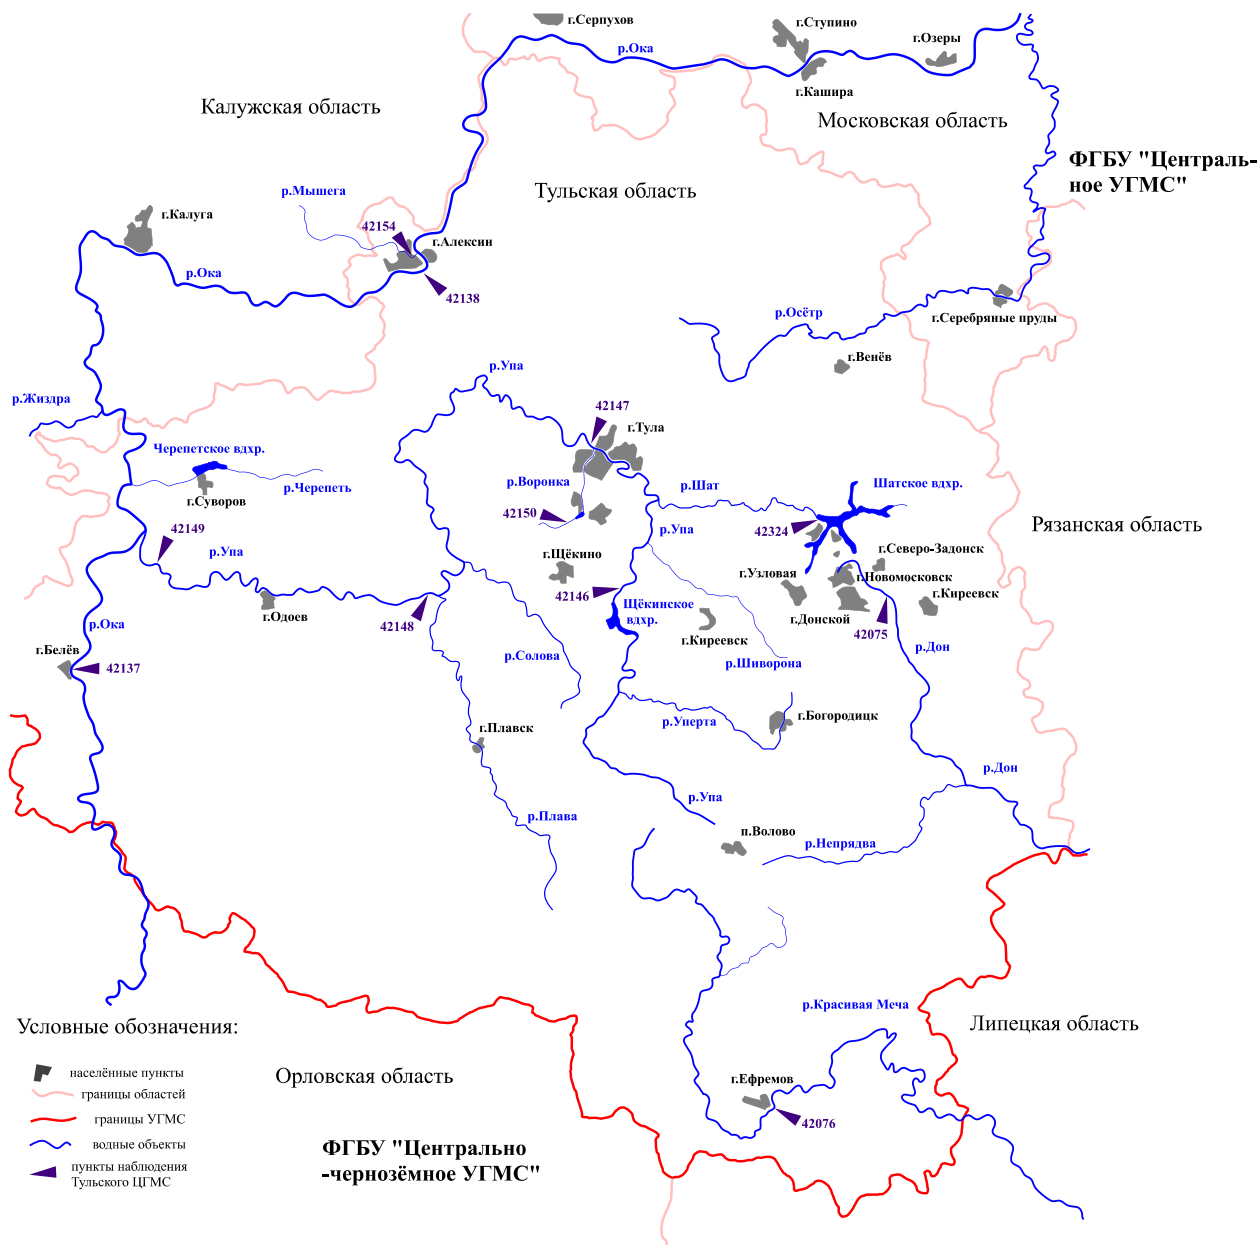 г.Серпухов
г.Ступино
р.Ока
г.Озеры
г.Кашира
Калужская область
Московская область
ФГБУ "Централь-
ное УГМС"
Тульская область
р.Мышега
г.Калуга
42154
г.Алексин
р.Ока
42138
р.Осётр
г.Серебряные пруды
г.Венёв
р.Упа
р.Жиздра
42147
г.Тула
Черепетское вдхр.
р.Черепеть
г.Суворов
р.Воронка
р.Шат
Шатское вдхр.
42150
42149
р.Упа
42324
Рязанская область
р.Упа
г.Щёкино
г.Северо-Задонск
г.Узловая
г.Новомосковск
42146
г.Киреевск
Щёкинское
вдхр.
г.Одоев
42148
г.Донской
42075
р.Ока
г.Киреевск
р.Дон
г.Белёв
42137
р.Солова
р.Шиворона
г.Плавск
р.Уперта
г.Богородицк
р.Дон
р.Упа
р.Плава
п.Волово
р.Непрядва
р.Красивая Меча
Липецкая область
Орловская область
г.Ефремов
42076
ФГБУ "Центрально
-чернозёмное УГМС"
Условные обозначения:
населённые пункты
границы областей
границы УГМС
водные объекты
пункты наблюдения
Тульского ЦГМС